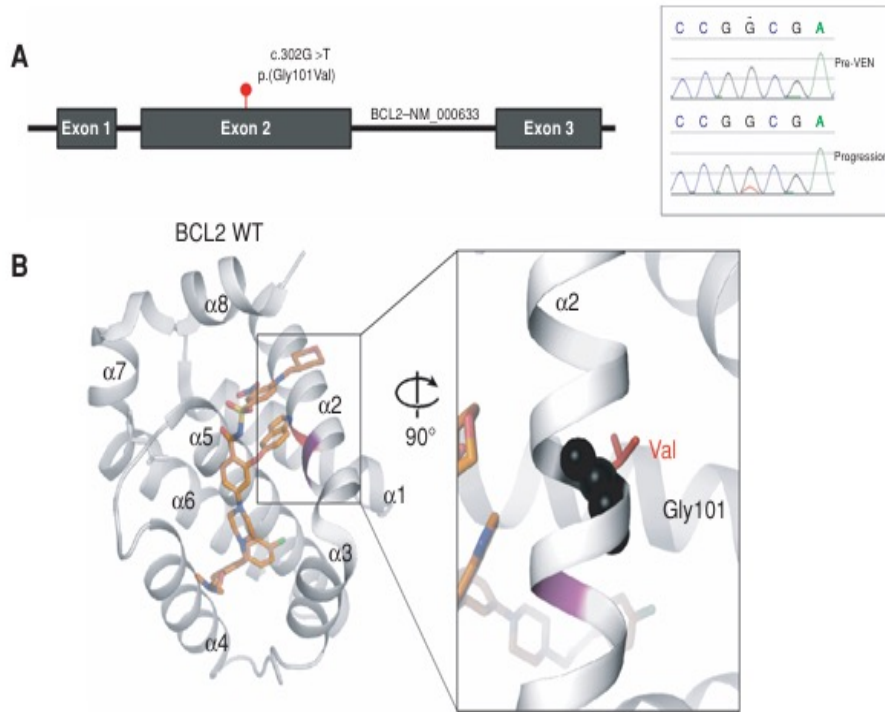 A
c.302G >T
p.(Gly101Val)
Exon 1
Exon 2
BCL2–NM_000633
Exon 3
C C G G C G A
Pre-VEN
C C G G C G A
Progression
B
BCL2 WT
α8
α7
α5
α2
α6
α1
α3
α4
90°
α2
Val
Gly101